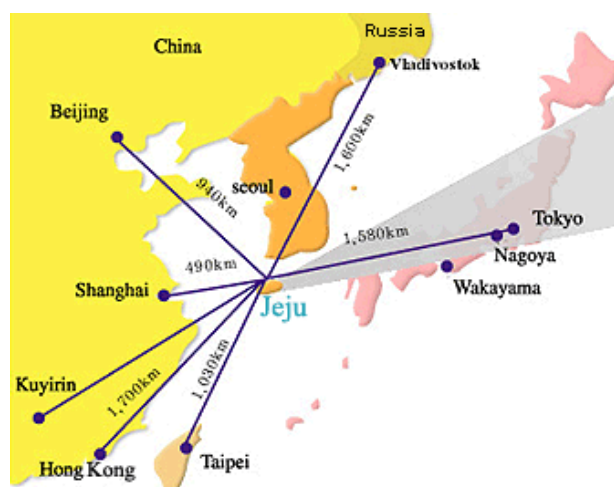 Russia
China
Vladivostok
Beijing
1,600km
940km
seoul
1,580km
Tokyo
490km
Nagoya
Shanghai
Wakayama
Jeju
Kuyirin
1,700km
1,030km
Hong Kong
Taipei